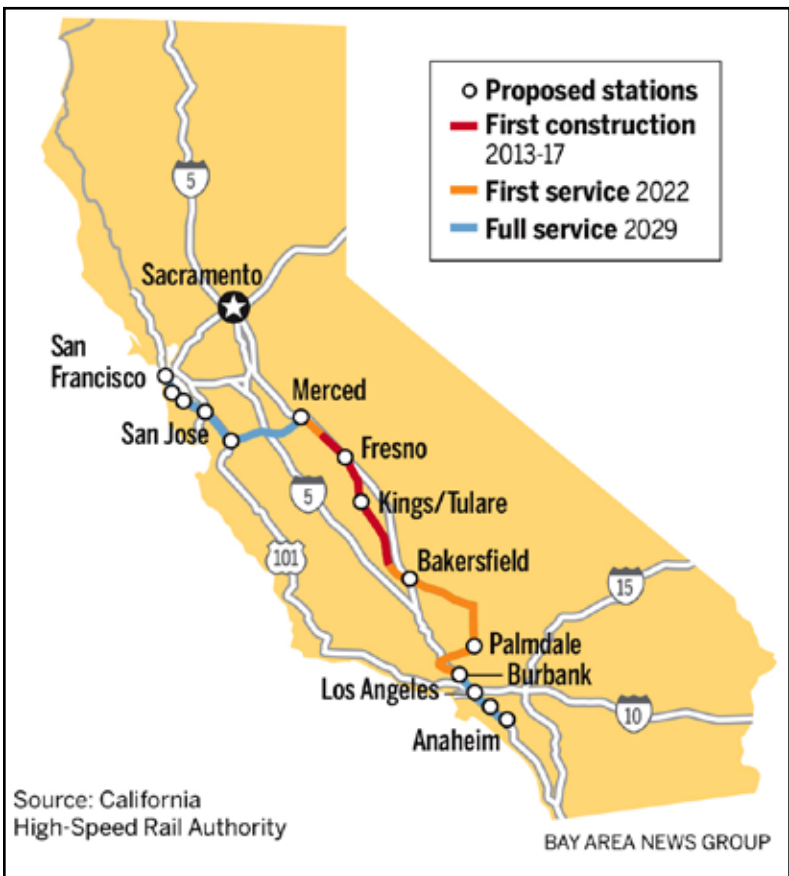 Proposed stations
First construction
2013-17
First service 2022
Full service 2029
5
Sacramento
San
Francisco
Merced
San Jose
Fresno
5
Kings/Tulare
101
Bakersfield
15
Palmdale
Burbank
Los Angeles
10
Anaheim
Source: California
High-Speed Rail Authority
BAY AREA NEWS GROUP